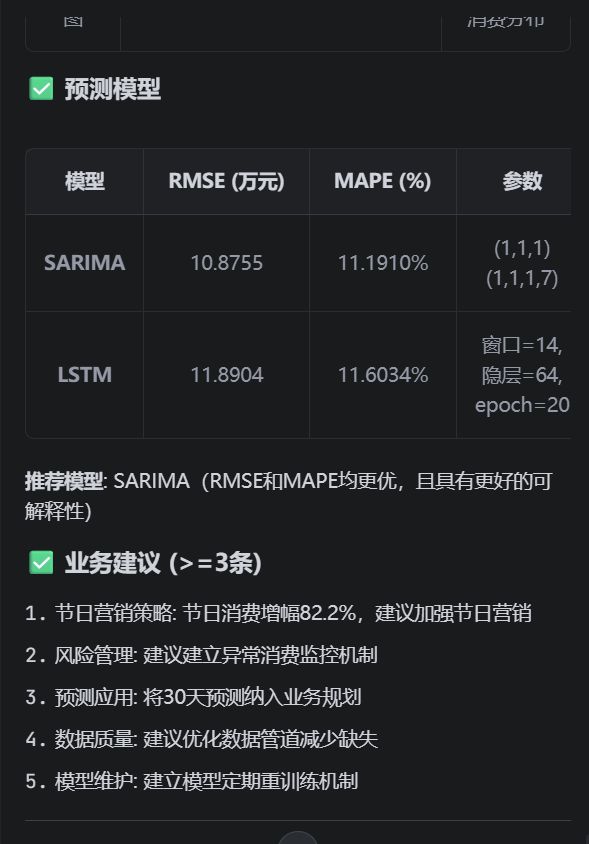 图
消费分布
✅ 预测模型
模型 RMSE (万元) MAPE (%) 参数
SARIMA 10.8755 11.1910% (1,1,1)
(1,1,1,7)
LSTM 11.8904 11.6034% 窗口=14,
隐层=64,
epoch=20
推荐模型: SARIMA（RMSE和MAPE均更优，且具有更好的可
解释性）
✅ 业务建议 (>=3条)
1. 节日营销策略: 节日消费增幅82.2%，建议加强节日营销
2. 风险管理: 建议建立异常消费监控机制
3. 预测应用: 将30天预测纳入业务规划
4. 数据质量: 建议优化数据管道减少缺失
5. 模型维护: 建立模型定期重训练机制